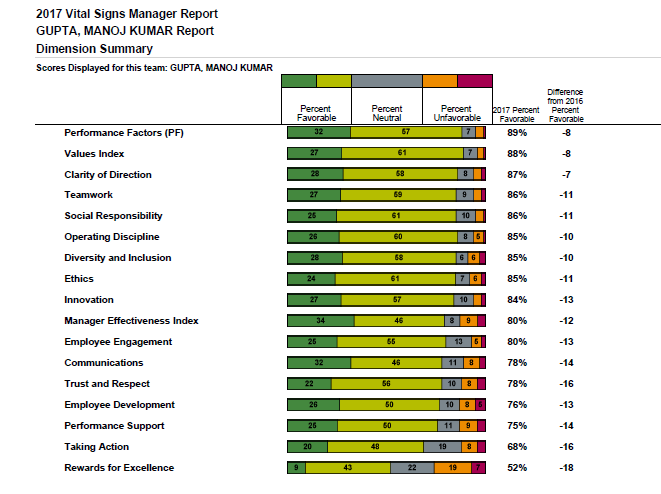 2017 Vital Signs Manager Report
GUPTA, MANOJ KUMAR Report
Dimension Summary
Scores Displayed for this team: GUPTA, MANOJ KUMAR
Percent Favorable Percent Neutral Percent Unfavorable 2017 Percent Favorable Difference from 2016 Percent Favorable
Performance Factors (PF) 32 57 7 89% -8
Values Index 27 61 7 88% -8
Clarity of Direction 28 58 8 87% -7
Teamwork 27 59 9 86% -11
Social Responsibility 25 61 10 86% -11
Operating Discipline 26 60 8 5 85% -10
Diversity and Inclusion 28 58 6 6 85% -10
Ethics 24 61 7 6 85% -11
Innovation 27 57 10 84% -13
Manager Effectiveness Index 34 46 8 9 80% -12
Employee Engagement 25 55 13 5 80% -13
Communications 32 46 11 8 78% -14
Trust and Respect 22 56 10 8 78% -16
Employee Development 26 50 10 8 5 76% -13
Performance Support 25 50 11 9 75% -14
Taking Action 20 48 19 8 68% -16
Rewards for Excellence 9 43 22 19 7 52% -18